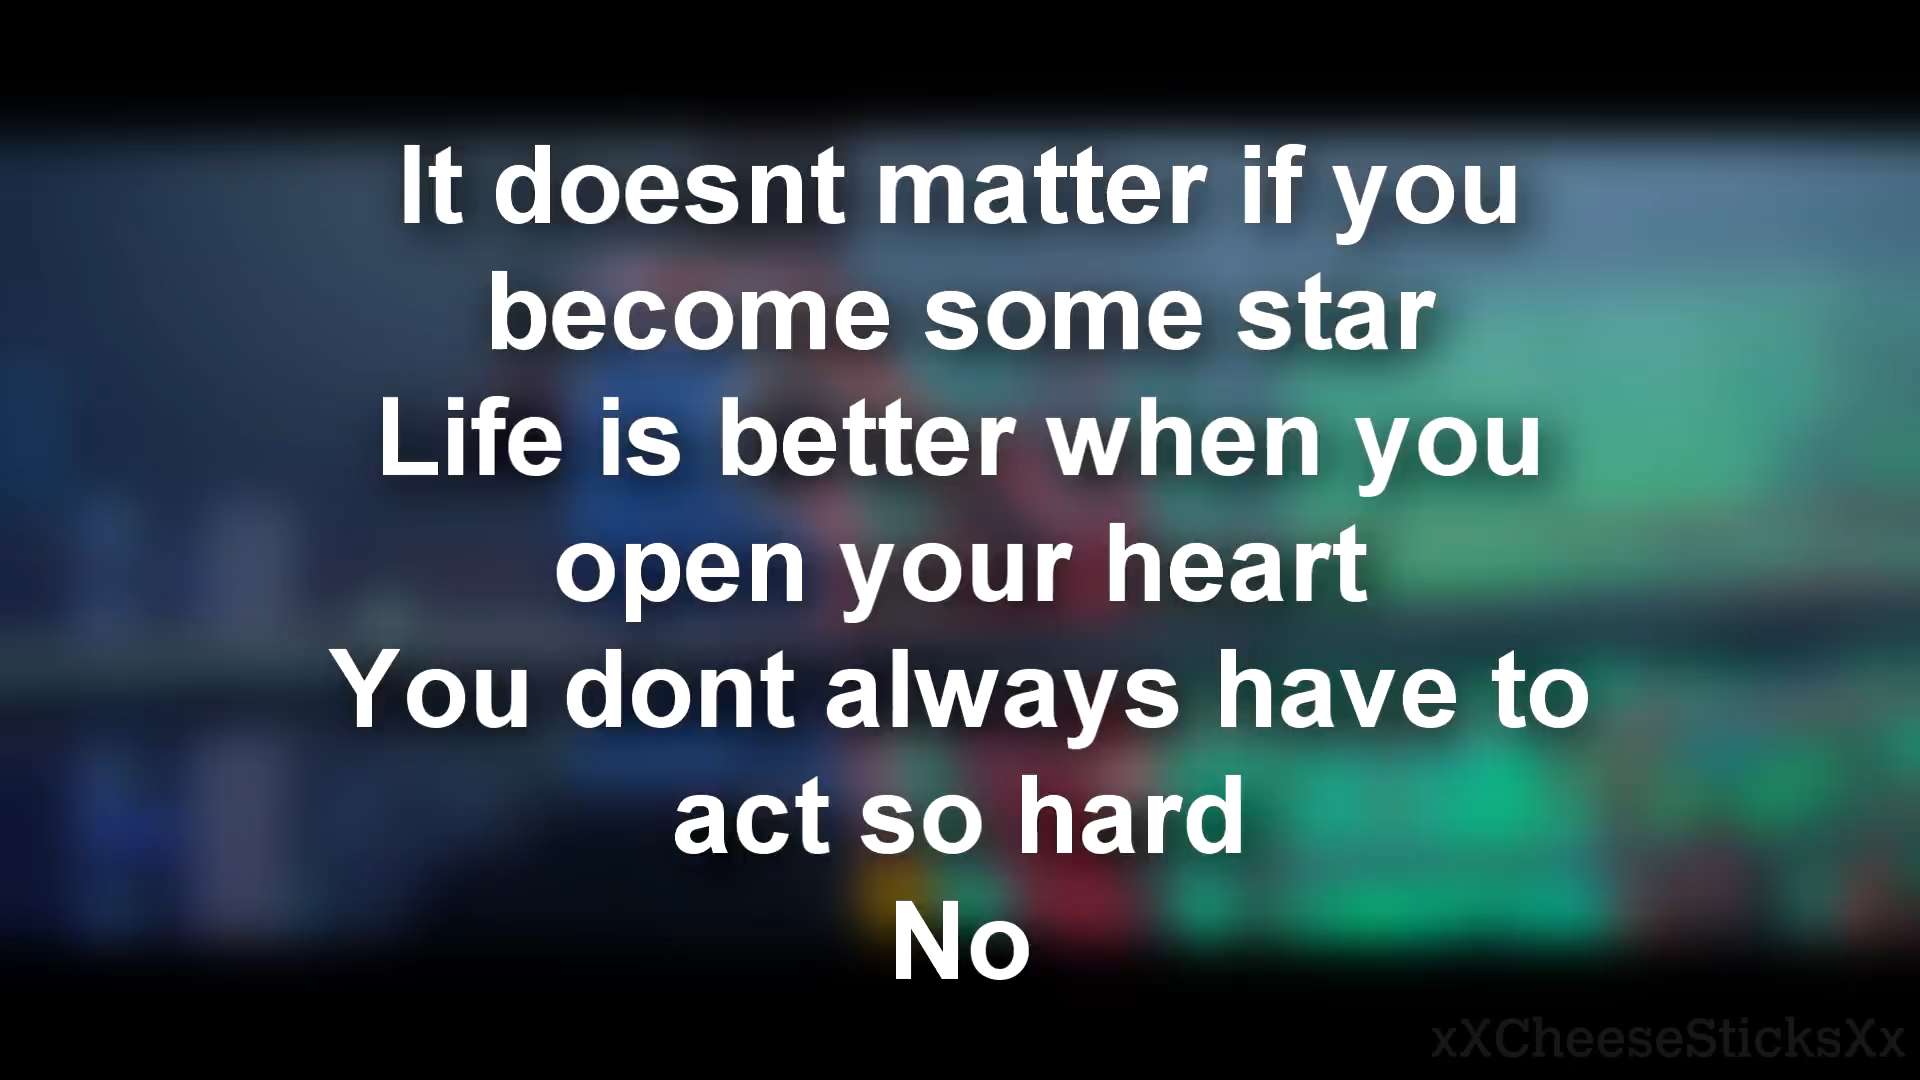 It doesnt matter if you
become some star
Life is better when you
open your heart
You dont always have to
act so hard
No
xXCheeseSticksXx